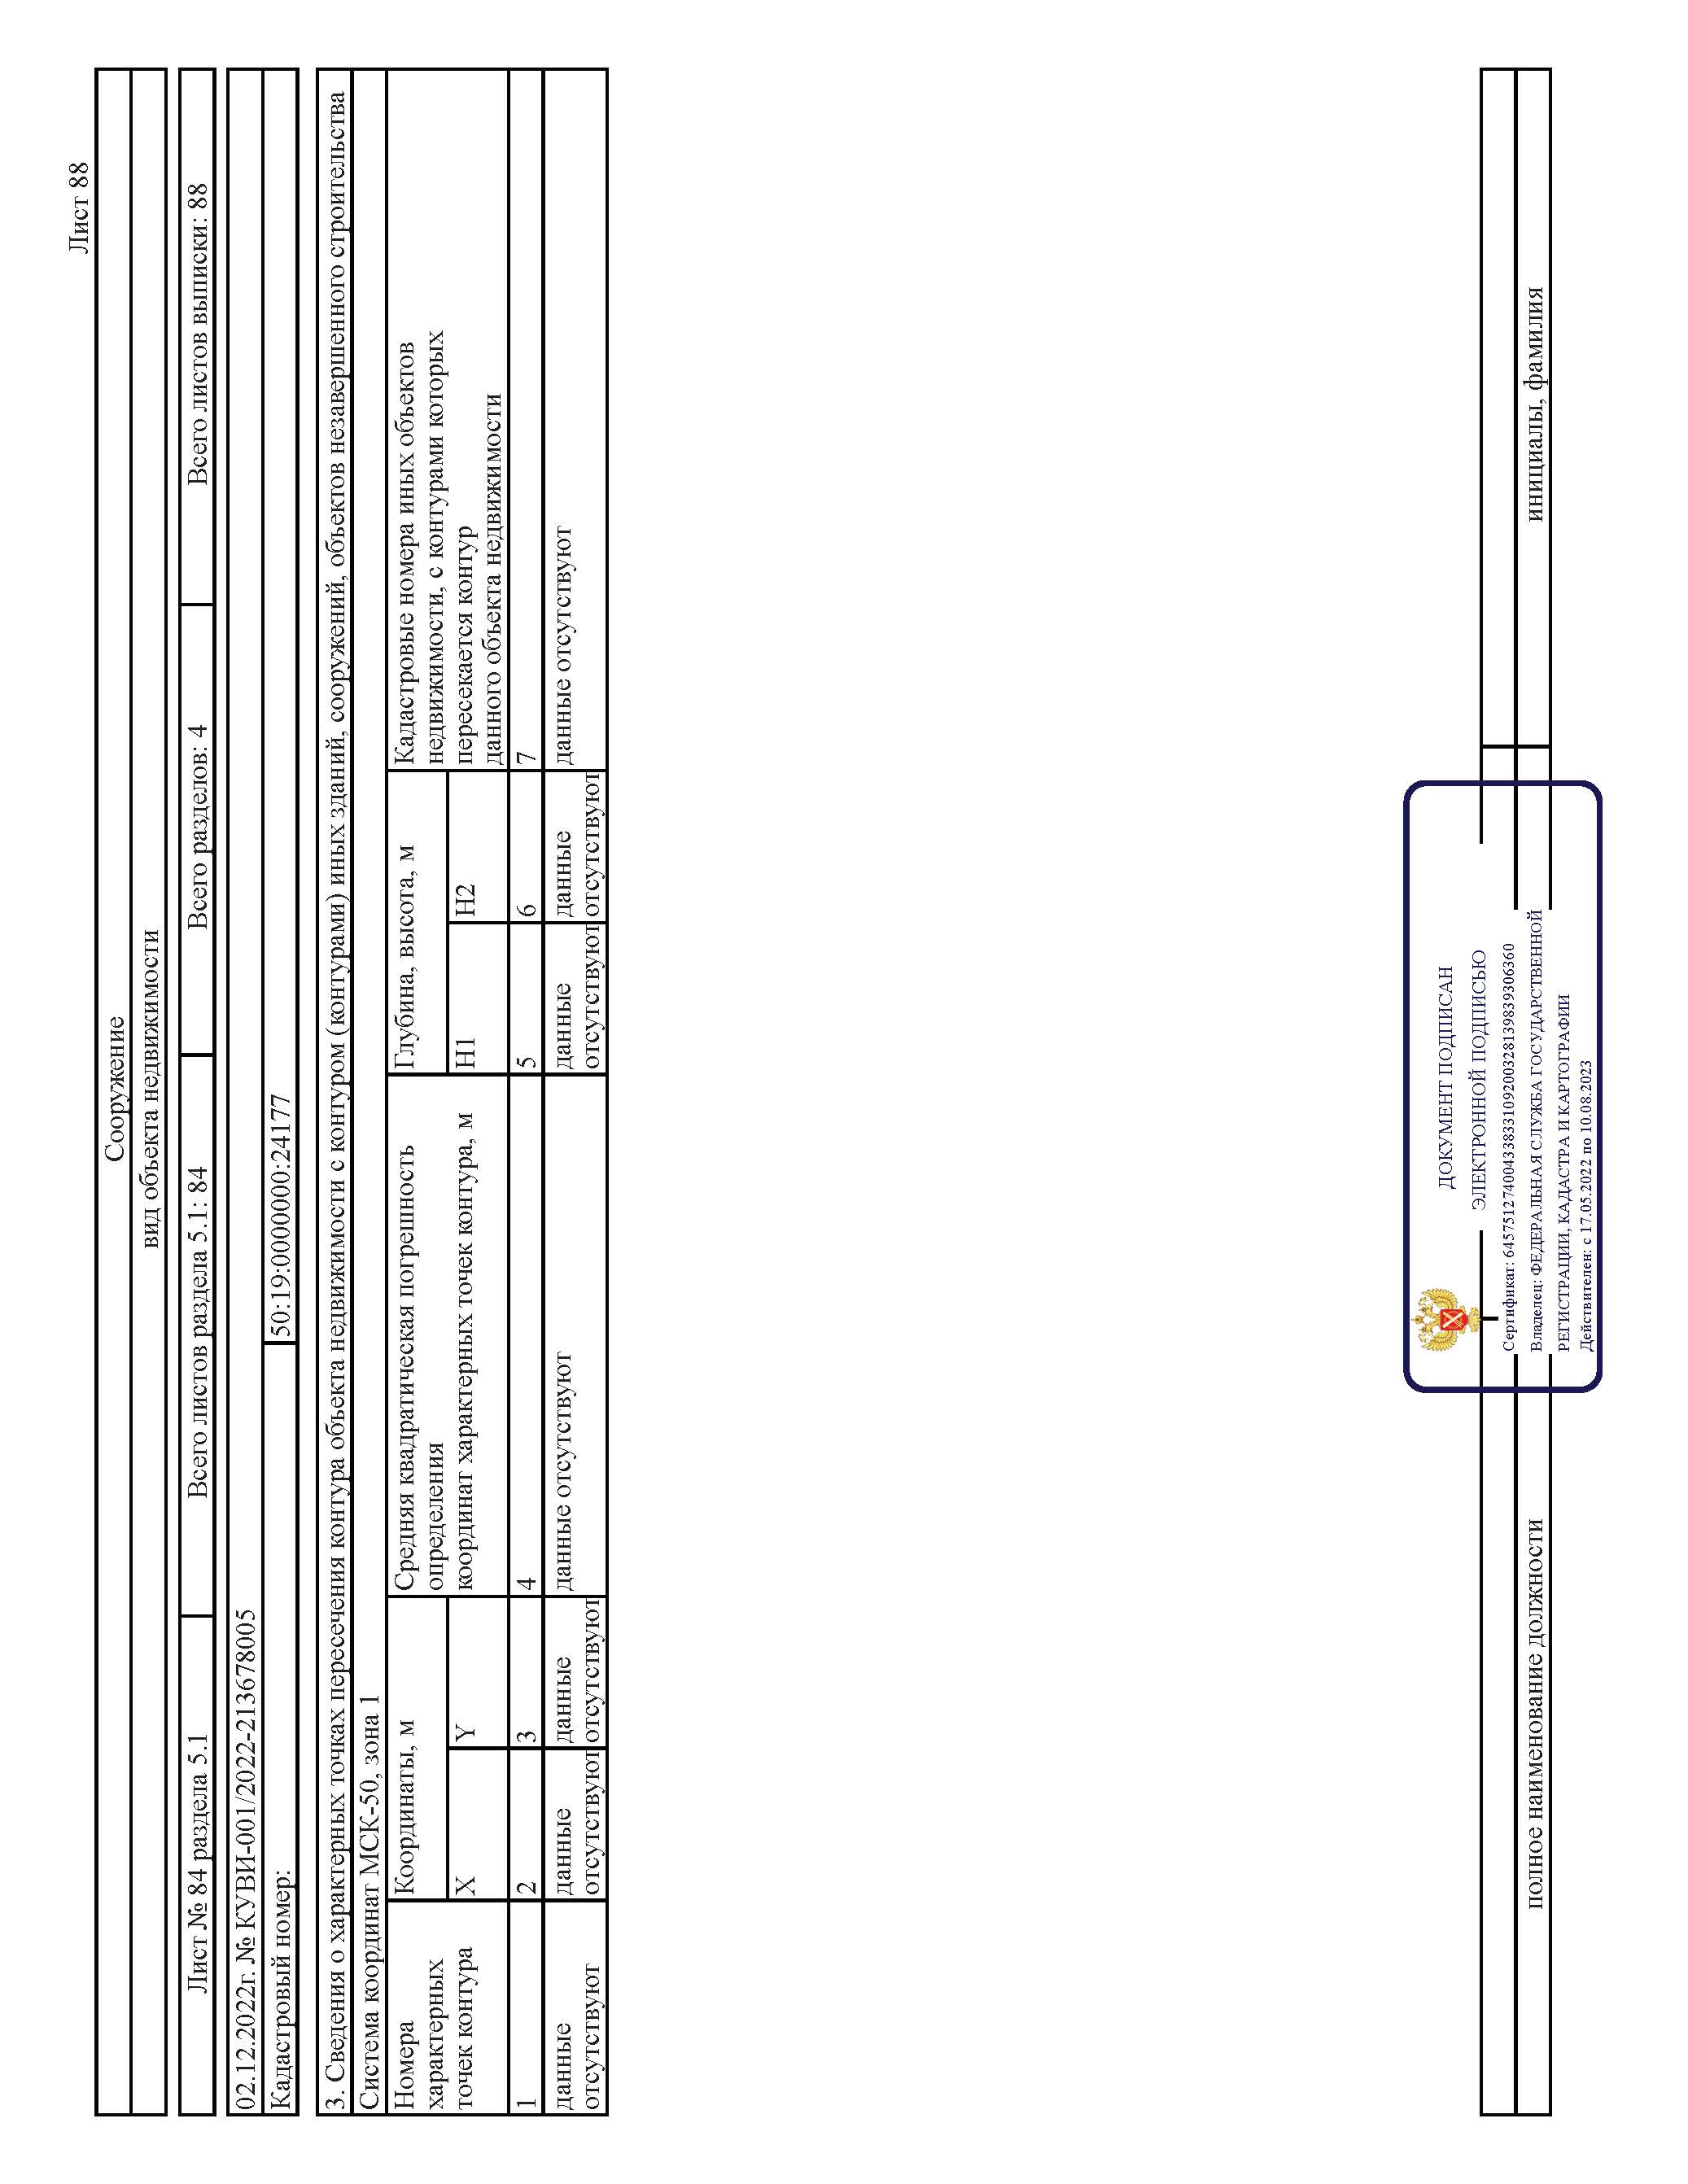 Лист 88
Сооружение
вид объекта недвижимости
Лист № 84 раздела 5.1
Всего листов раздела 5.1: 84
Всего разделов: 4
Всего листов выписки: 88
02.12.2022г. № КУВИ-001/2022-213678005
Кадастровый номер:
50:19:0000000:24177
3. Сведения о характерных точках пересечения контура объекта недвижимости с контуром (контурами) иных зданий, сооружений, объектов незавершенного строительства
Система координат МСК-50, зона 1
Номера
характерных
точек контура
Координаты, м
X
Y
Средняя квадратическая погрешность
определения
координат характерных точек контура, м
Глубина, высота, м
H1
H2
Кадастровые номера иных объектов
недвижимости, с контурами которых
пересекается контур
данного объекта недвижимости
1
2
3
4
5
6
7
данные
отсутствуют
данные
отсутствуют
данные
отсутствуют
данные отсутствуют
данные
отсутствуют
данные
отсутствуют
данные отсутствуют
ДОКУМЕНТ ПОДПИСАН
ЭЛЕКТРОННОЙ ПОДПИСЬЮ
Сертификат: 645751274004338331092003281398839306360
Владелец: ФЕДЕРАЛЬНАЯ СЛУЖБА ГОСУДАРСТВЕННОЙ
РЕГИСТРАЦИИ, КАДАСТРА И КАРТОГРАФИИ
Действителен: с 17.05.2022 по 10.08.2023
полное наименование должности
инициалы, фамилия